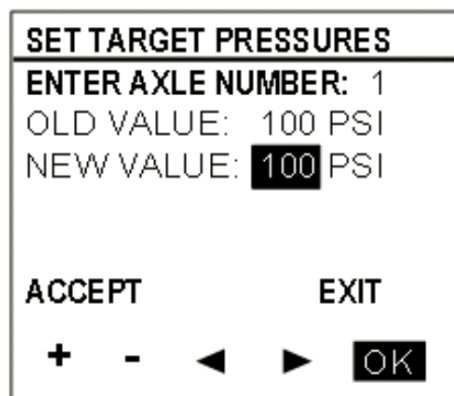 SET TARGET PRESSURES
ENTER AXLE NUMBER: 1
OLD VALUE: 100 PSI
NEW VALUE: 100 PSI
ACCEPT EXIT
+ - ◀ ▶ OK